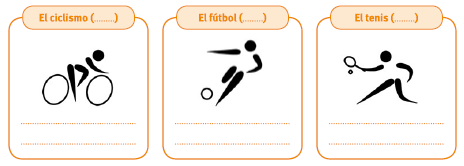 El ciclismo (........)
El fútbol (........)
El tenis (........)